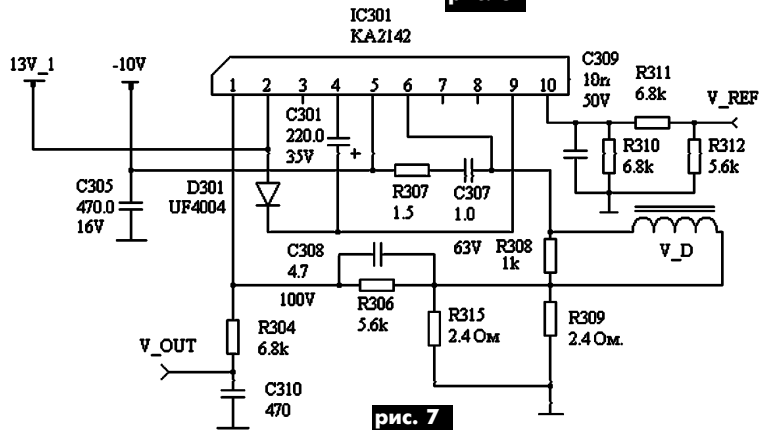 IC301
KA2142
13V_1
-10V
1 2 3 4 5 6 7 8 9 10
C309
10n
50V
R311
6.8k
V_REF
C301
220.0
35V
+
R310
6.8k
R312
5.6k
C305
470.0
16V
D301
UF4004
R307
1.5
C307
1.0
63V
R308
1k
V_D
C308
4.7
100V
R306
5.6k
R315
2.4 Ом
R309
2.4 Ом.
R304
6.8k
V_OUT
C310
470
рис. 7